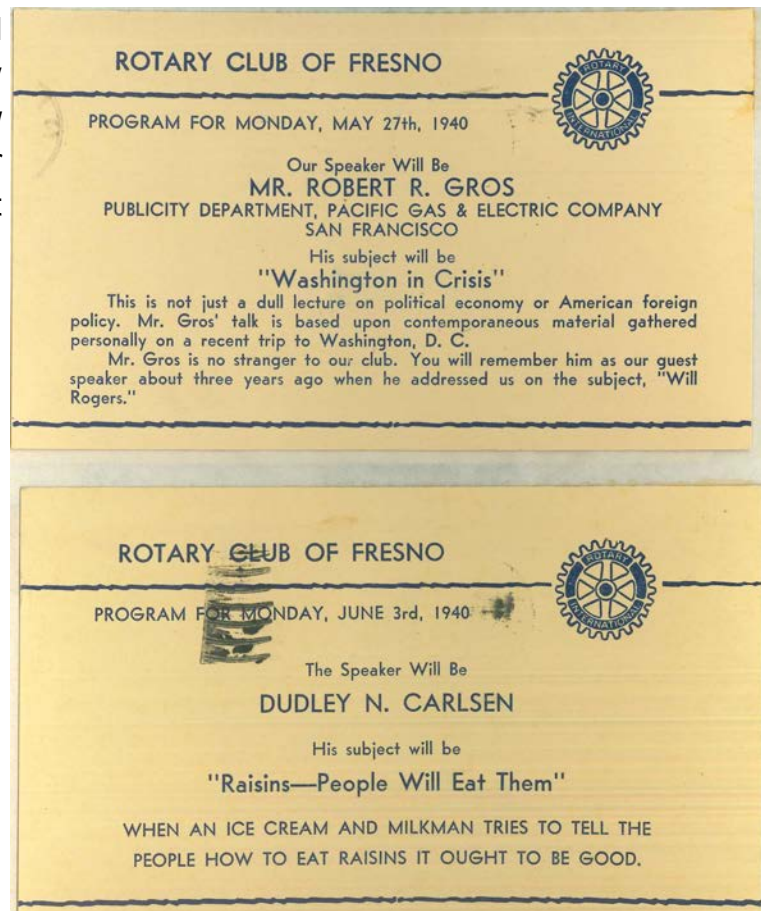 ROTARY CLUB OF FRESNO
ROTARY
INTERNATIONAL
PROGRAM FOR MONDAY, MAY 27th, 1940
Our Speaker Will Be
MR. ROBERT R. GROS
PUBLICITY DEPARTMENT, PACIFIC GAS & ELECTRIC COMPANY
SAN FRANCISCO
His subject will be
"Washington in Crisis"
This is not just a dull lecture on political economy or American foreign
policy. Mr. Gros' talk is based upon contemporaneous material gathered
personally on a recent trip to Washington, D. C.
Mr. Gros is no stranger to our club. You will remember him as our guest
speaker about three years ago when he addressed us on the subject, "Will
Rogers."
ROTARY CLUB OF FRESNO
ROTARY
INTERNATIONAL
PROGRAM FOR MONDAY, JUNE 3rd, 1940
The Speaker Will Be
DUDLEY N. CARLSEN
His subject will be
"Raisins—People Will Eat Them"
WHEN AN ICE CREAM AND MILKMAN TRIES TO TELL THE
PEOPLE HOW TO EAT RAISINS IT OUGHT TO BE GOOD.